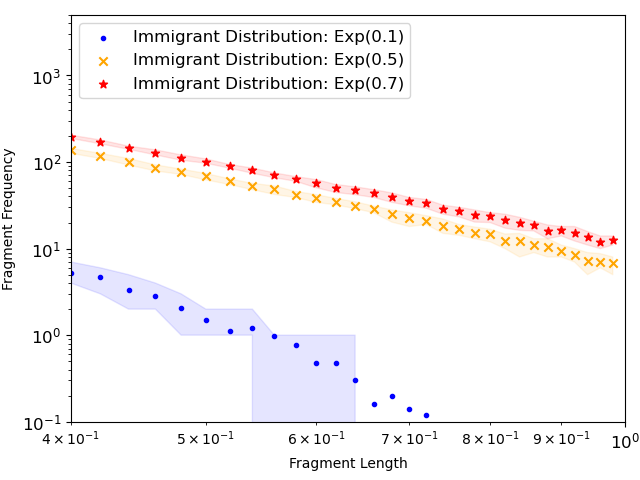 Immigrant Distribution: Exp(0.1)
Immigrant Distribution: Exp(0.5)
Immigrant Distribution: Exp(0.7)
Fragment Frequency
10³
10²
10¹
10⁰
10⁻¹
4 × 10⁻¹ 5 × 10⁻¹ 6 × 10⁻¹ 7 × 10⁻¹ 8 × 10⁻¹ 9 × 10⁻¹ 10⁰
Fragment Length